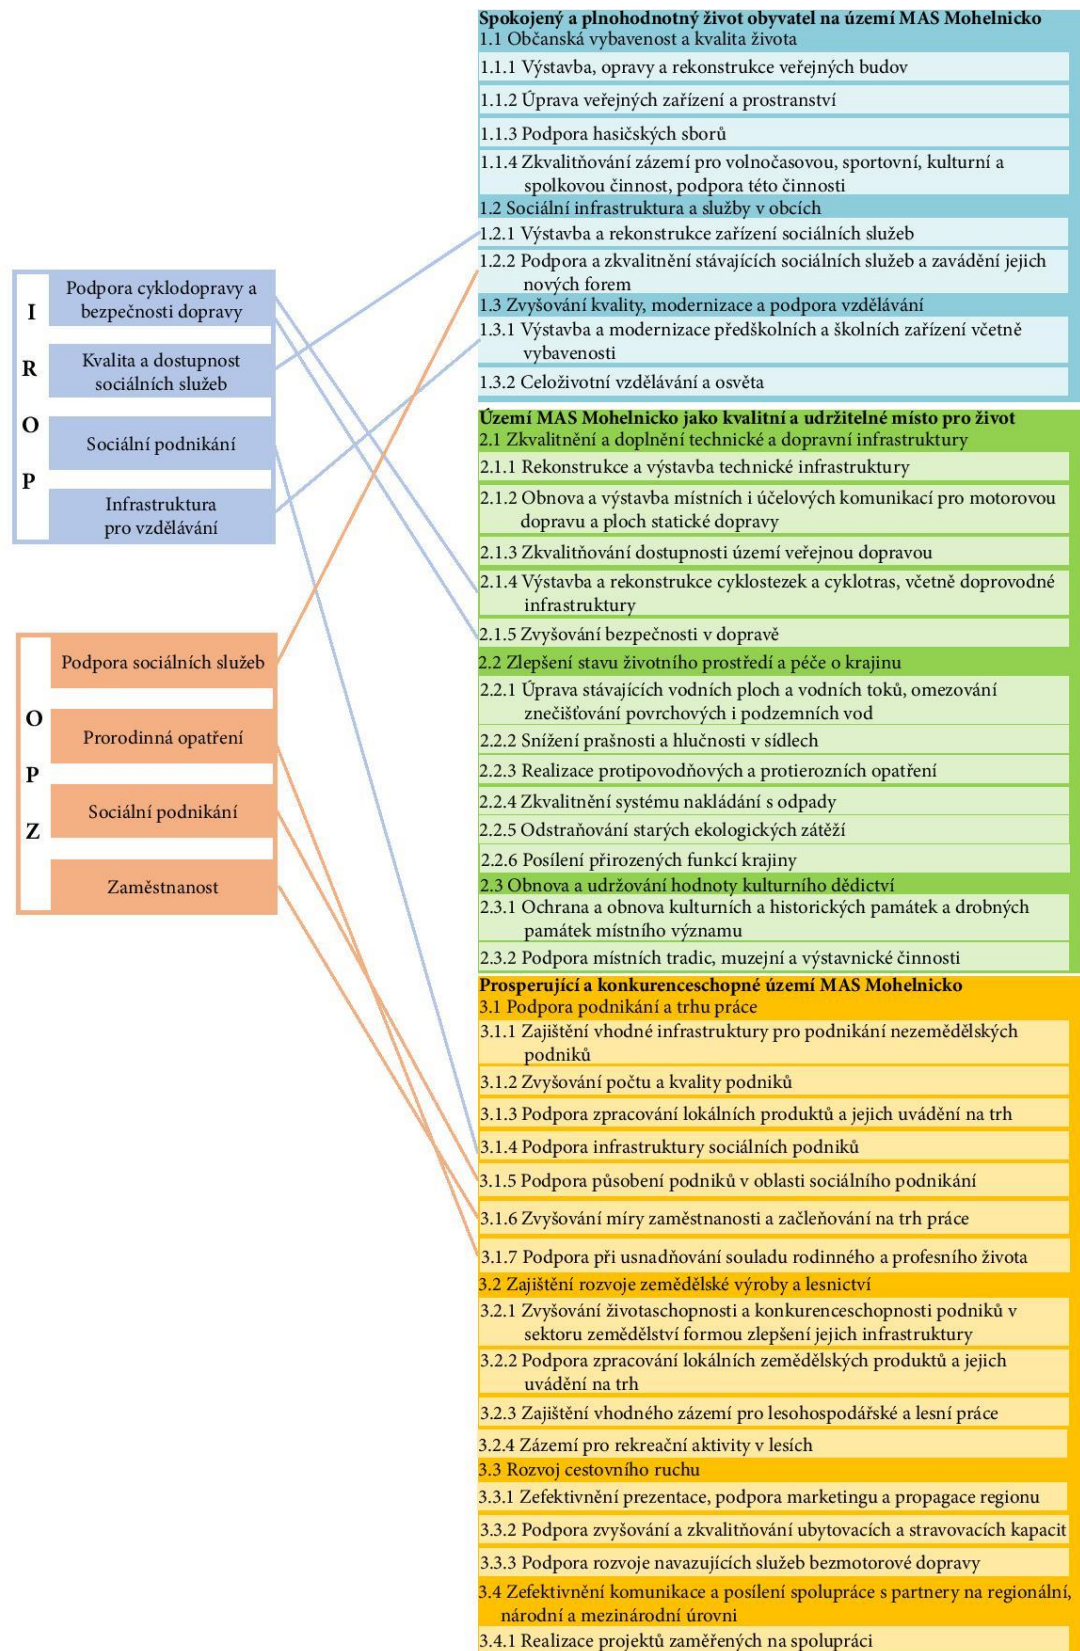 I
R
O
P
Podpora cyklodopravy a
bezpečnosti dopravy
Kvalita a dostupnost
sociálních služeb
Sociální podnikání
Infrastruktura
pro vzdělávání
O
P
Z
Podpora sociálních služeb
Prorodinná opatření
Sociální podnikání
Zaměstnanost
Spokojený a plnohodnotný život obyvatel na území MAS Mohelnicko
1.1 Občanská vybavenost a kvalita života
1.1.1 Výstavba, opravy a rekonstrukce veřejných budov
1.1.2 Úprava veřejných zařízení a prostranství
1.1.3 Podpora hasičských sborů
1.1.4 Zkvalitňování zázemí pro volnočasovou, sportovní, kulturní a
spolkovou činnost, podpora této činnosti
1.2 Sociální infrastruktura a služby v obcích
1.2.1 Výstavba a rekonstrukce zařízení sociálních služeb
1.2.2 Podpora a zkvalitnění stávajících sociálních služeb a zavádění jejich
nových forem
1.3 Zvyšování kvality, modernizace a podpora vzdělávání
1.3.1 Výstavba a modernizace předškolních a školních zařízení včetně
vybavenosti
1.3.2 Celoživotní vzdělávání a osvěta
Území MAS Mohelnicko jako kvalitní a udržitelné místo pro život
2.1 Zkvalitnění a doplnění technické a dopravní infrastruktury
2.1.1 Rekonstrukce a výstavba technické infrastruktury
2.1.2 Obnova a výstavba místních i účelových komunikací pro motorovou
dopravu a ploch statické dopravy
2.1.3 Zkvalitňování dostupnosti území veřejnou dopravou
2.1.4 Výstavba a rekonstrukce cyklostezek a cyklotras, včetně doprovodné
infrastruktury
2.1.5 Zvyšování bezpečnosti v dopravě
2.2 Zlepšení stavu životního prostředí a péče o krajinu
2.2.1 Úprava stávajících vodních ploch a vodních toků, omezování
znečišťování povrchových i podzemních vod
2.2.2 Snížení prašnosti a hlučnosti v sídlech
2.2.3 Realizace protipovodňových a protierozních opatření
2.2.4 Zkvalitnění systému nakládání s odpady
2.2.5 Odstraňování starých ekologických zátěží
2.2.6 Posílení přirozených funkcí krajiny
2.3 Obnova a udržování hodnoty kulturního dědictví
2.3.1 Ochrana a obnova kulturních a historických památek a drobných
památek místního významu
2.3.2 Podpora místních tradic, muzejní a výstavnické činnosti
Prosperující a konkurenceschopné území MAS Mohelnicko
3.1 Podpora podnikání a trhu práce
3.1.1 Zajištění vhodné infrastruktury pro podnikání nezemědělských
podniků
3.1.2 Zvyšování počtu a kvality podniků
3.1.3 Podpora zpracování lokálních produktů a jejich uvádění na trh
3.1.4 Podpora infrastruktury sociálních podniků
3.1.5 Podpora působení podniků v oblasti sociálního podnikání
3.1.6 Zvyšování míry zaměstnanosti a začleňování na trh práce
3.1.7 Podpora při usnadňování souladu rodinného a profesního života
3.2 Zajištění rozvoje zemědělské výroby a lesnictví
3.2.1 Zvyšování životaschopnosti a konkurenceschopnosti podniků v
sektoru zemědělství formou zlepšení jejich infrastruktury
3.2.2 Podpora zpracování lokálních zemědělských produktů a jejich
uvádění na trh
3.2.3 Zajištění vhodného zázemí pro lesohospodářské a lesní práce
3.2.4 Zázemí pro rekreační aktivity v lesích
3.3 Rozvoj cestovního ruchu
3.3.1 Zefektivnění prezentace, podpora marketingu a propagace regionu
3.3.2 Podpora zvyšování a zkvalitňování ubytovacích a stravovacích kapacit
3.3.3 Podpora rozvoje navazujících služeb bezmotorové dopravy
3.4 Zefektivnění komunikace a posílení spolupráce s partnery na regionální,
národní a mezinárodní úrovni
3.4.1 Realizace projektů zaměřených na spolupráci